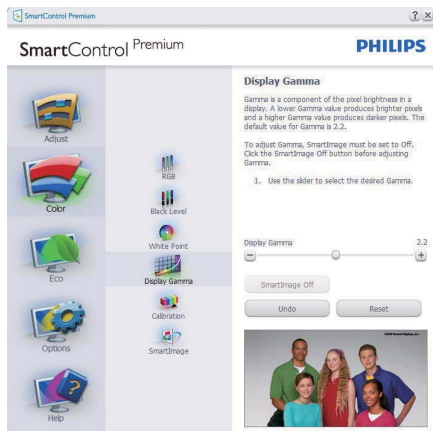 SmartControl Premium
? X
SmartControl Premium
PHILIPS
Adjust
Color
Eco
Options
Help
RGB
Black Level
White Point
Display Gamma
Calibration
SmartImage
Display Gamma
Gamma is a component of the pixel brightness in a
display. A lower Gamma value produces brighter pixels
and a higher Gamma value produces darker pixels. The
default value for Gamma is 2.2.
To adjust Gamma, SmartImage must be set to Off.
Click the SmartImage Off button before adjusting
Gamma.
1. Use the slider to select the desired Gamma.
Display Gamma 2.2
SmartImage Off
Undo Reset